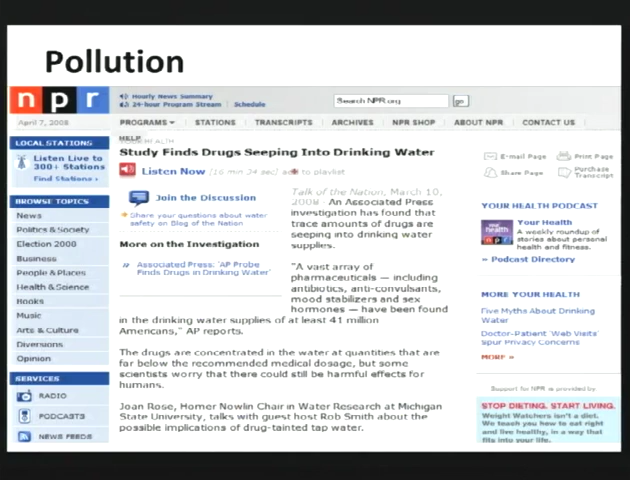 Pollution
npr
Hourly News Summary
24-hour Program Stream | Schedule
Search NPR.org
go
April 7, 2008
PROGRAMS STATIONS TRANSCRIPTS ARCHIVES NPR SHOP ABOUT NPR CONTACT US
HELP
LOCAL STATIONS
Listen Live to
300+ Stations
Find Stations
BROWSE TOPICS
News
Politics & Society
Election 2008
Business
People & Places
Health & Science
Books
Music
Arts & Culture
Diversions
Opinion
SERVICES
RADIO
PODCASTS
NEWS FEEDS
Study Finds Drugs Seeping Into Drinking Water
Listen Now [16 min 34 sec] add to playlist
Join the Discussion
Share your questions about water
safety on Blog of the Nation
More on the Investigation
Associated Press: 'AP Probe
Finds Drugs in Drinking Water'
Talk of the Nation, March 10,
2008 · An Associated Press
investigation has found that
trace amounts of drugs are
seeping into drinking water
supplies.
"A vast array of
pharmaceuticals — including
antibiotics, anti-convulsants,
mood stabilizers and sex
hormones — have been found
in the drinking water supplies of at least 41 million
Americans," AP reports.
The drugs are concentrated in the water at quantities that are
far below the recommended medical dosage, but some
scientists worry that there could still be harmful effects for
humans.
Joan Rose, Homer Nowlin Chair in Water Research at Michigan
State University, talks with guest host Rob Smith about the
possible implications of drug-tainted tap water.
E-mail Page
Print Page
Share Page
Purchase
Transcript
YOUR HEALTH PODCAST
Your Health
A weekly roundup of
stories about personal
health and fitness.
» Podcast Directory
MORE YOUR HEALTH
Five Myths About Drinking
Water
Doctor-Patient 'Web Visits'
Spur Privacy Concerns
MORE »
Support for NPR is provided by
STOP DIETING. START LIVING.
Weight Watchers isn't a diet.
We teach you how to eat right
and live healthy, in a way that
fits into your life.